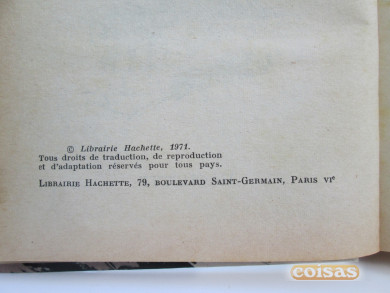 © Librairie Hachette, 1971.
Tous droits de traduction, de reproduction
et d'adaptation réservés pour tous pays.
LIBRAIRIE HACHETTE, 79, BOULEVARD SAINT-GERMAIN, PARIS VIe
coisas